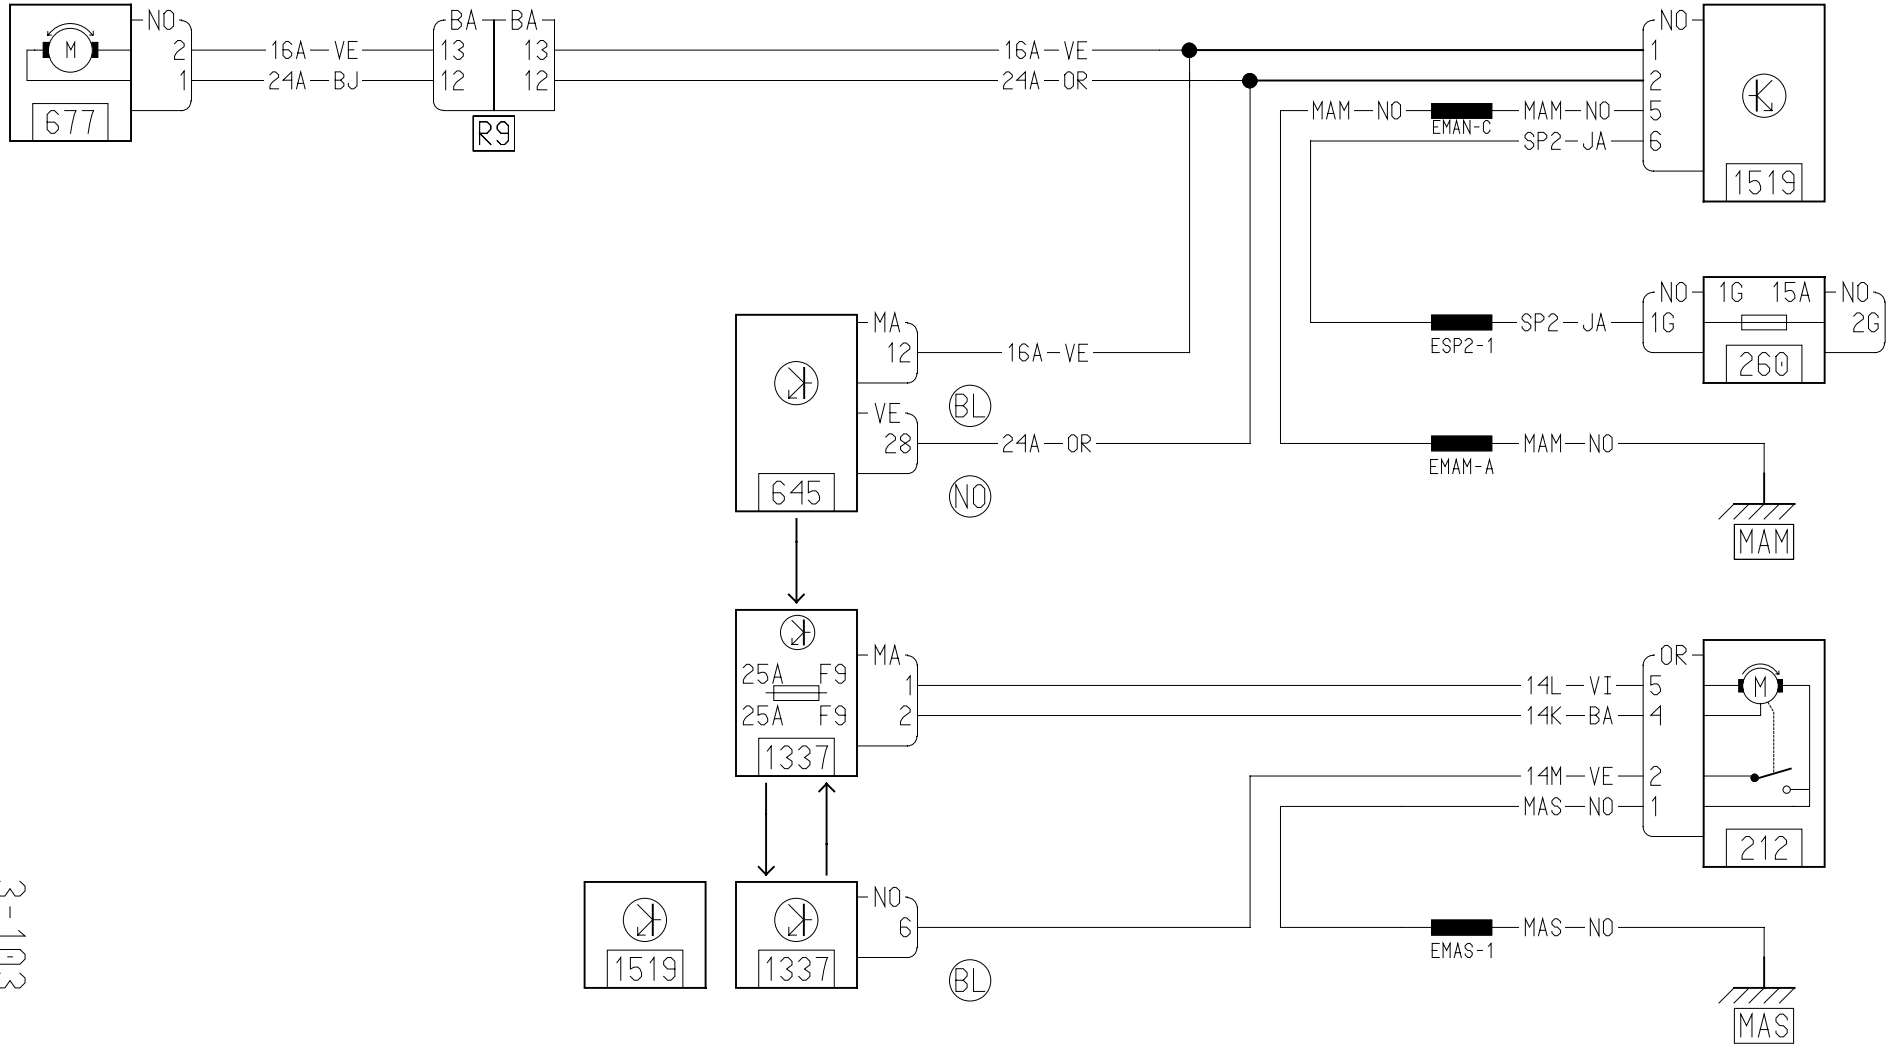 NO BA BA NO
2 16A VE 13 13 16A VE 1
1 24A BJ 12 12 24A OR 2
677
R9
MAM NO EMAN-C MAM NO 5
SP2 JA 6
M
1519
NO 1G 15A NO
1G 2G
ESP2-1 SP2 JA
260
MA
12 16A VE
BL
VE
28 24A OR
NO
645
EMAM-A MAM NO
MAM
25A F9
25A F9
1337
MA
1 14L VI 5
2 14K BA 4
OR
M
14M VE 2
MAS NO 1
212
1519
1337
NO
6
BL
EMAS-1 MAS NO
MAS
3-103